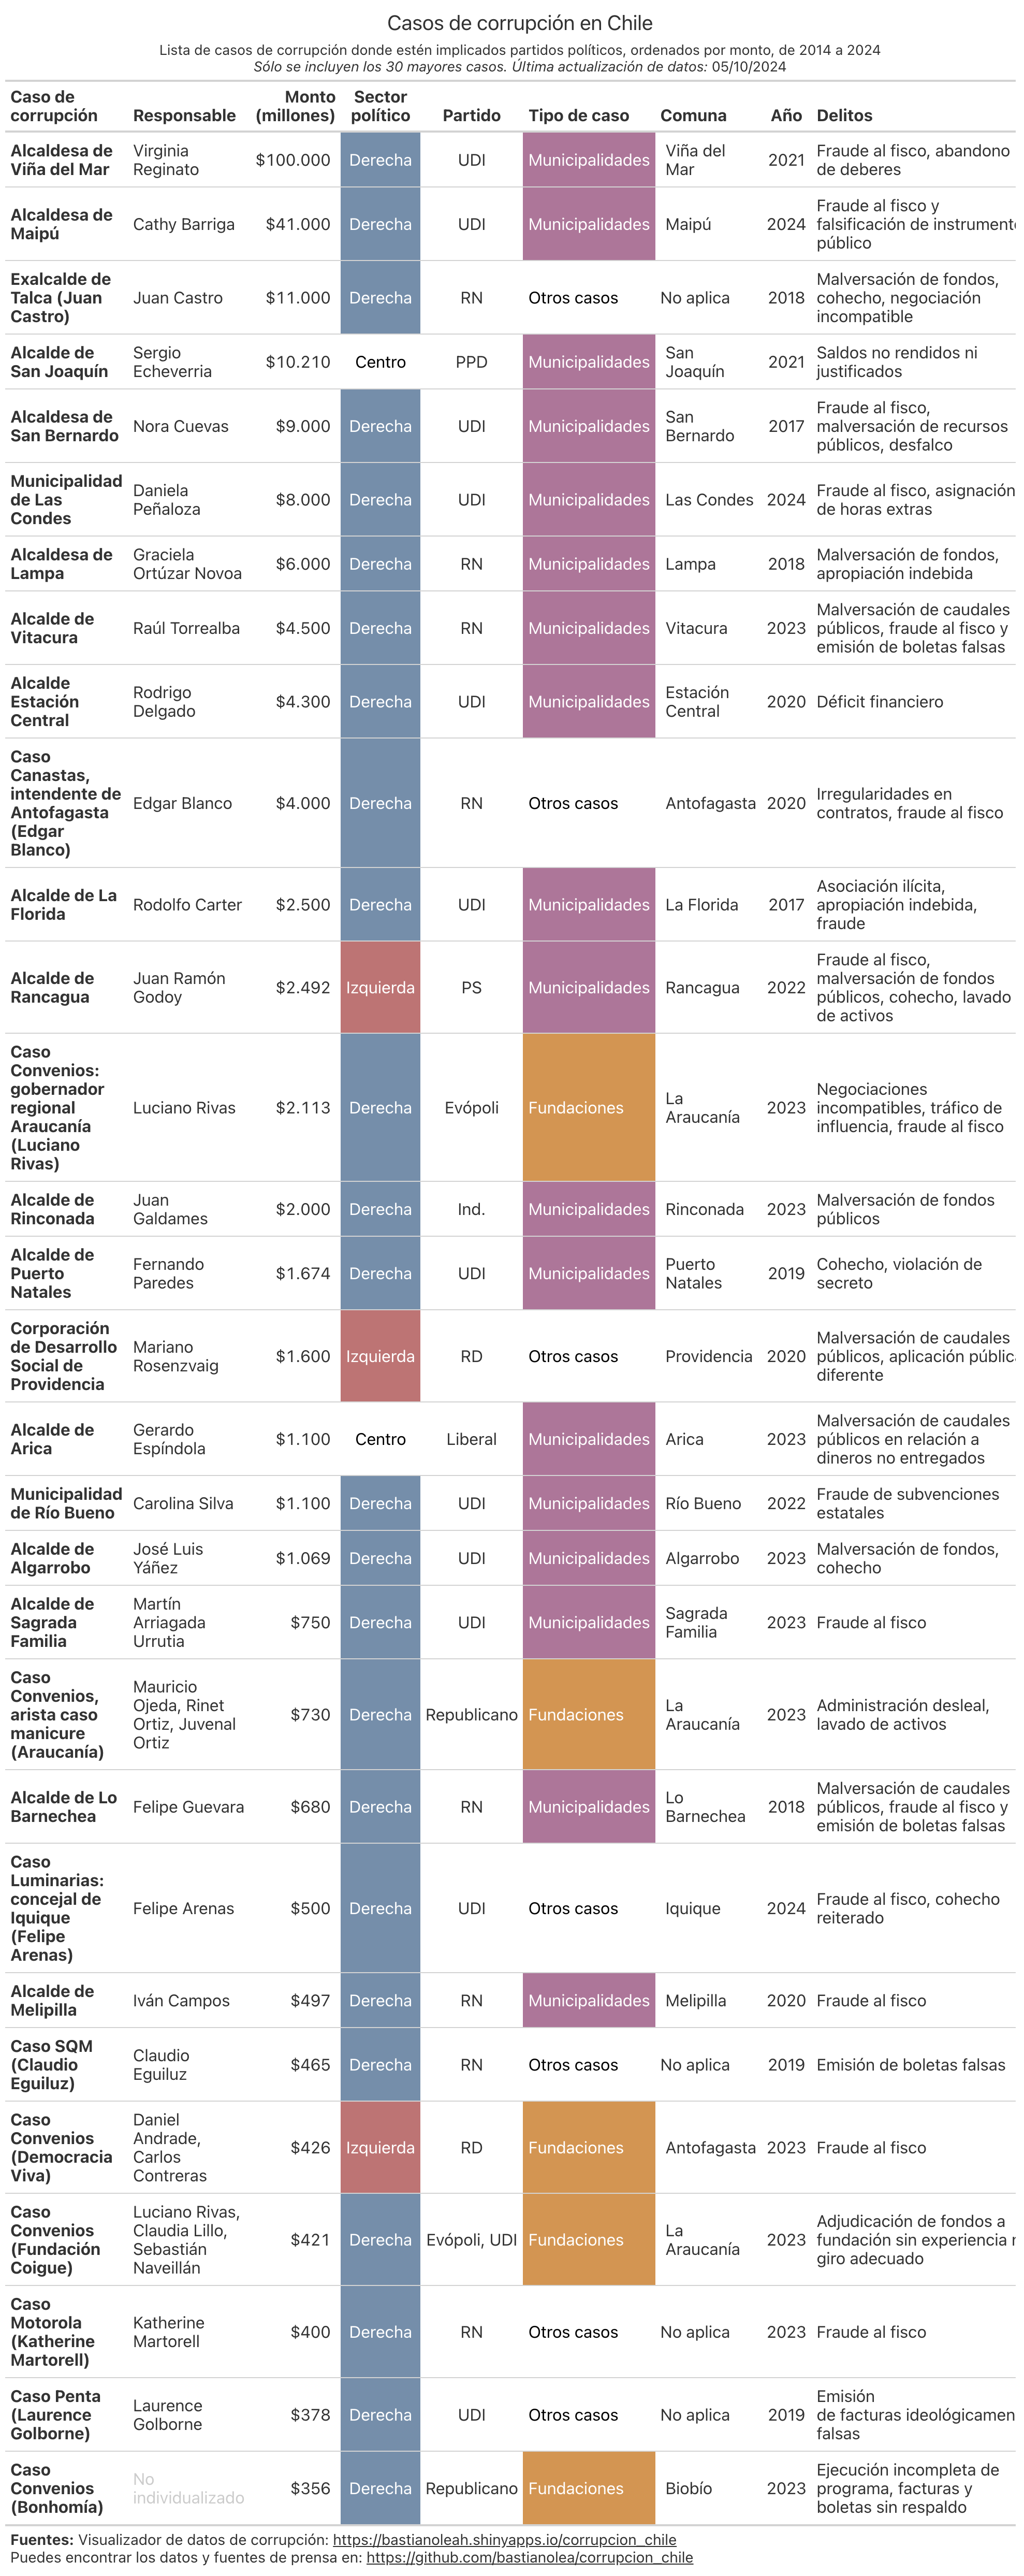 Casos de corrupción en Chile
Lista de casos de corrupción donde estén implicados partidos políticos, ordenados por monto, de 2014 a 2024
Sólo se incluyen los 30 mayores casos. Última actualización de datos: 05/10/2024
Caso de corrupción Responsable Monto (millones) Sector político Partido Tipo de caso Comuna Año Delitos
Alcaldesa de Viña del Mar Virginia Reginato $100.000 Derecha UDI Municipalidades Viña del Mar 2021 Fraude al fisco, abandono de deberes
Alcaldesa de Maipú Cathy Barriga $41.000 Derecha UDI Municipalidades Maipú 2024 Fraude al fisco y falsificación de instrument público
Exalcalde de Talca (Juan Castro) Juan Castro $11.000 Derecha RN Otros casos No aplica 2018 Malversación de fondos, cohecho, negociación incompatible
Alcalde de San Joaquín Sergio Echeverria $10.210 Centro PPD Municipalidades San Joaquín 2021 Saldos no rendidos ni justificados
Alcaldesa de San Bernardo Nora Cuevas $9.000 Derecha UDI Municipalidades San Bernardo 2017 Fraude al fisco, malversación de recursos públicos, desfalco
Municipalidad de Las Condes Daniela Peñaloza $8.000 Derecha UDI Municipalidades Las Condes 2024 Fraude al fisco, asignación de horas extras
Alcaldesa de Lampa Graciela Ortúzar Novoa $6.000 Derecha RN Municipalidades Lampa 2018 Malversación de fondos, apropiación indebida
Alcalde de Vitacura Raúl Torrealba $4.500 Derecha RN Municipalidades Vitacura 2023 Malversación de caudales públicos, fraude al fisco y emisión de boletas falsas
Alcalde Estación Central Rodrigo Delgado $4.300 Derecha UDI Municipalidades Estación Central 2020 Déficit financiero
Caso Canastas, intendente de Antofagasta (Edgar Blanco) Edgar Blanco $4.000 Derecha RN Otros casos Antofagasta 2020 Irregularidades en contratos, fraude al fisco
Alcalde de La Florida Rodolfo Carter $2.500 Derecha UDI Municipalidades La Florida 2017 Asociación ilícita, apropiación indebida, fraude
Alcalde de Rancagua Juan Ramón Godoy $2.492 Izquierda PS Municipalidades Rancagua 2022 Fraude al fisco, malversación de fondos públicos, cohecho, lavado de activos
Caso Convenios: gobernador regional Araucanía (Luciano Rivas) Luciano Rivas $2.113 Derecha Evópoli Fundaciones La Araucanía 2023 Negociaciones incompatibles, tráfico de influencia, fraude al fisco
Alcalde de Rinconada Juan Galdames $2.000 Derecha Ind. Municipalidades Rinconada 2023 Malversación de fondos públicos
Alcalde de Puerto Natales Fernando Paredes $1.674 Derecha UDI Municipalidades Puerto Natales 2019 Cohecho, violación de secreto
Corporación de Desarrollo Social de Providencia Mariano Rosenzvaig $1.600 Izquierda RD Otros casos Providencia 2020 Malversación de caudales públicos, aplicación públic diferente
Alcalde de Arica Gerardo Espíndola $1.100 Centro Liberal Municipalidades Arica 2023 Malversación de caudales públicos en relación a dineros no entregados
Municipalidad de Río Bueno Carolina Silva $1.100 Derecha UDI Municipalidades Río Bueno 2022 Fraude de subvenciones estatales
Alcalde de Algarrobo José Luis Yáñez $1.069 Derecha UDI Municipalidades Algarrobo 2023 Malversación de fondos, cohecho
Alcalde de Sagrada Familia Martín Arriagada Urrutia $750 Derecha UDI Municipalidades Sagrada Familia 2023 Fraude al fisco
Caso Convenios, arista caso manicure (Araucanía) Mauricio Ojeda, Rinet Ortiz, Juvenal Ortiz $730 Derecha Republicano Fundaciones La Araucanía 2023 Administración desleal, lavado de activos
Alcalde de Lo Barnechea Felipe Guevara $680 Derecha RN Municipalidades Lo Barnechea 2018 Malversación de caudales públicos, fraude al fisco y emisión de boletas falsas
Caso Luminarias: concejal de Iquique (Felipe Arenas) Felipe Arenas $500 Derecha UDI Otros casos Iquique 2024 Fraude al fisco, cohecho reiterado
Alcalde de Melipilla Iván Campos $497 Derecha RN Municipalidades Melipilla 2020 Fraude al fisco
Caso SQM (Claudio Eguiluz) Claudio Eguiluz $465 Derecha RN Otros casos No aplica 2019 Emisión de boletas falsas
Caso Convenios (Democracia Viva) Daniel Andrade, Carlos Contreras $426 Izquierda RD Fundaciones Antofagasta 2023 Fraude al fisco
Caso Convenios (Fundación Coigue) Luciano Rivas, Claudia Lillo, Sebastián Naveillán $421 Derecha Evópoli, UDI Fundaciones La Araucanía 2023 Adjudicación de fondos a fundación sin experiencia giro adecuado
Caso Motorola (Katherine Martorell) Katherine Martorell $400 Derecha RN Otros casos No aplica 2023 Fraude al fisco
Caso Penta (Laurence Golborne) Laurence Golborne $378 Derecha UDI Otros casos No aplica 2019 Emisión de facturas ideológicamen falsas
Caso Convenios (Bonhomía) No individualizado $356 Derecha Republicano Fundaciones Biobío 2023 Ejecución incompleta de programa, facturas y boletas sin respaldo
Fuentes: Visualizador de datos de corrupción: https://bastianoleah.shinyapps.io/corrupcion_chile
Puedes encontrar los datos y fuentes de prensa en: https://github.com/bastianolea/corrupcion_chile